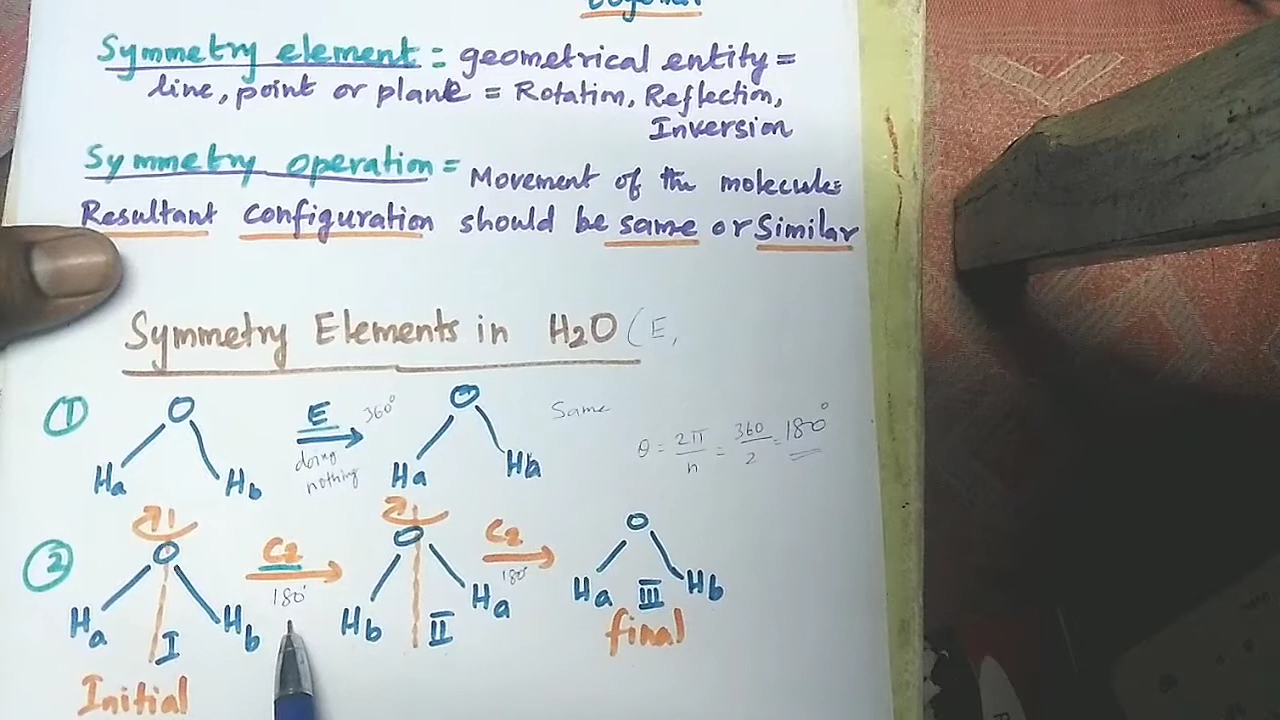 Symmetry element = geometrical entity =
line, point or plane = Rotation, Reflection,
Inversion
Symmetry operation = Movement of the molecule
Resultant configuration should be same or Similar
Symmetry Elements in H2O (E,
1
O E 360° O Same
doing
nothing
Ha Hb Ha Hb
θ = 2π/n = 360/2 = 180°
2
O C2 O C2 O
180° 180°
Ha I Hb Hb II Ha Ha III Hb
Initial final